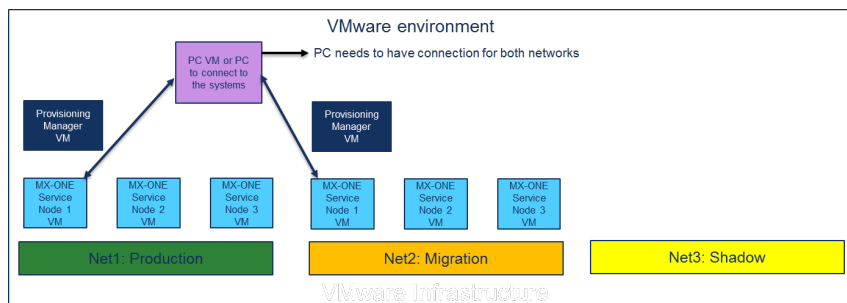 VMware environment
PC VM or PC
to connect to
the systems
PC needs to have connection for both networks
Provisioning
Manager
VM
Provisioning
Manager
VM
MX-ONE
Service
Node 1
VM
MX-ONE
Service
Node 2
VM
MX-ONE
Service
Node 3
VM
MX-ONE
Service
Node 1
VM
MX-ONE
Service
Node 2
VM
MX-ONE
Service
Node 3
VM
Net1: Production
Net2: Migration
Net3: Shadow
VMware Infrastructure